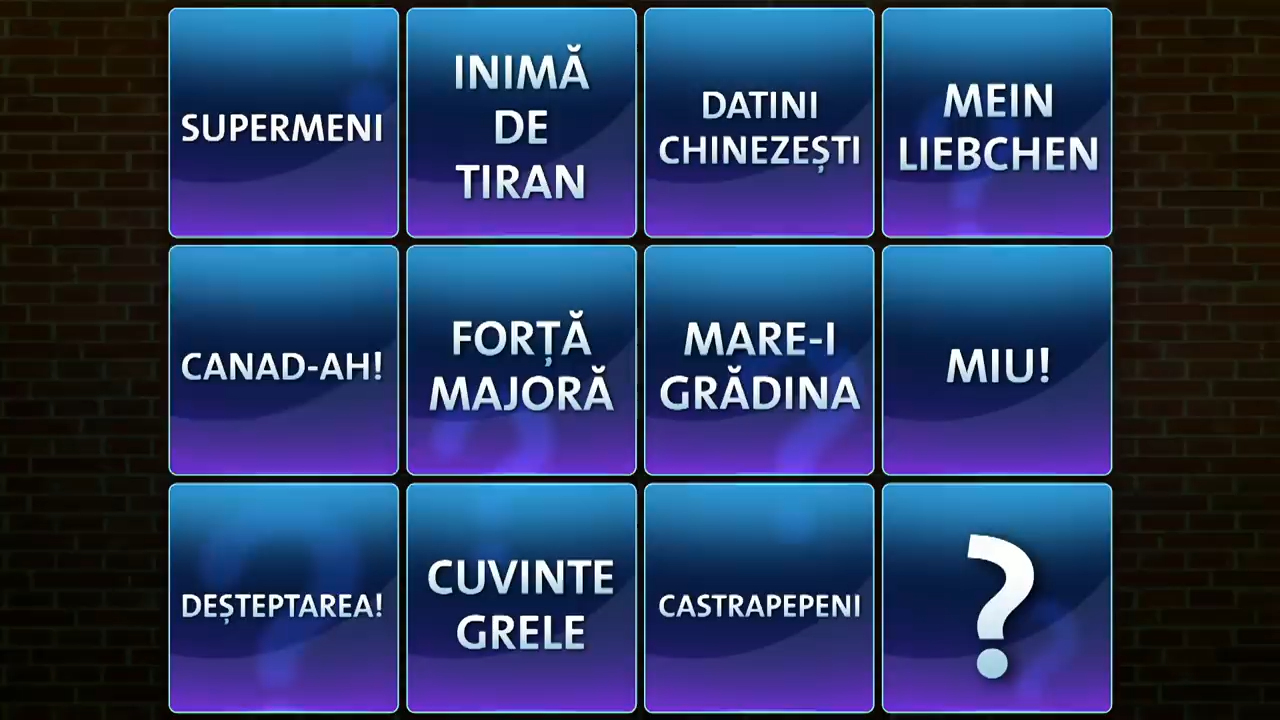 SUPERMENI
INIMĂ
DE
TIRAN
DATINI
CHINEZEȘTI
MEIN
LIEBCHEN
CANAD-AH!
FORȚĂ
MAJORĂ
MARE-I
GRĂDINA
MIU!
DEȘTEPTAREA!
CUVINTE
GRELE
CASTRAPEPENI
?